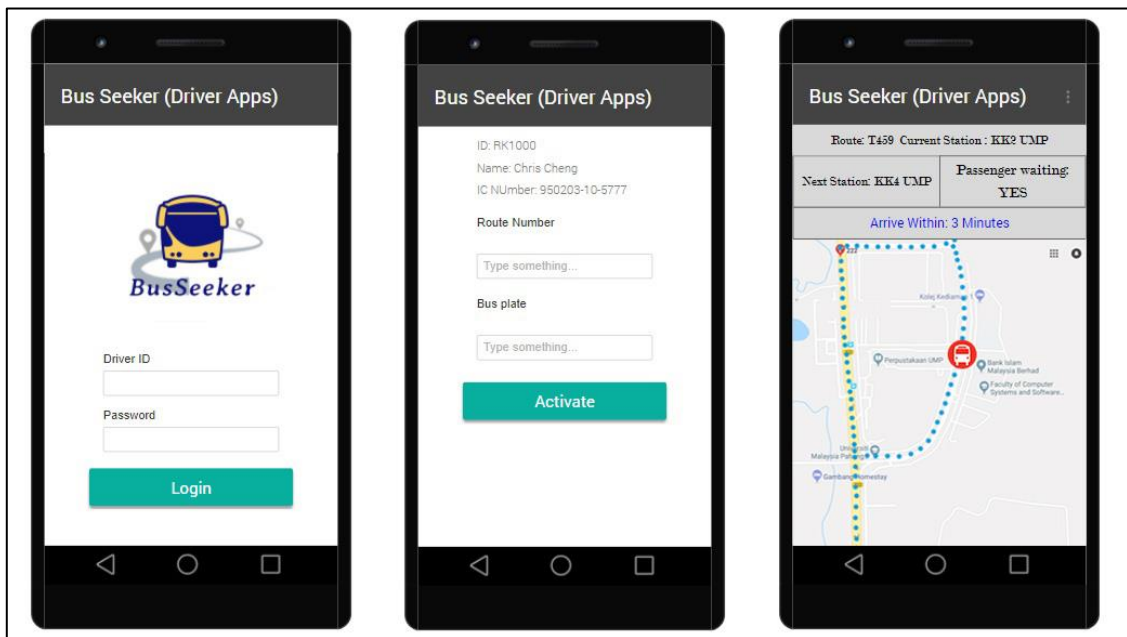 Bus Seeker (Driver Apps)
BusSeeker
Driver ID
Password
Login
Bus Seeker (Driver Apps)
ID: RK1000
Name: Chris Cheng
IC NUmber: 950203-10-5777
Route Number
Type something...
Bus plate
Type something...
Activate
Bus Seeker (Driver Apps)
Route: T459 Current Station : KK2 UMP
Next Station: KK4 UMP
Passenger waiting:
YES
Arrive Within: 3 Minutes
222
Kolej
Kediaman 1
Perpustakaan UMP
Bank Islam
Malaysia Berhad
Faculty of Computer
Systems and Software...
Malaysia
Gambang Homestay